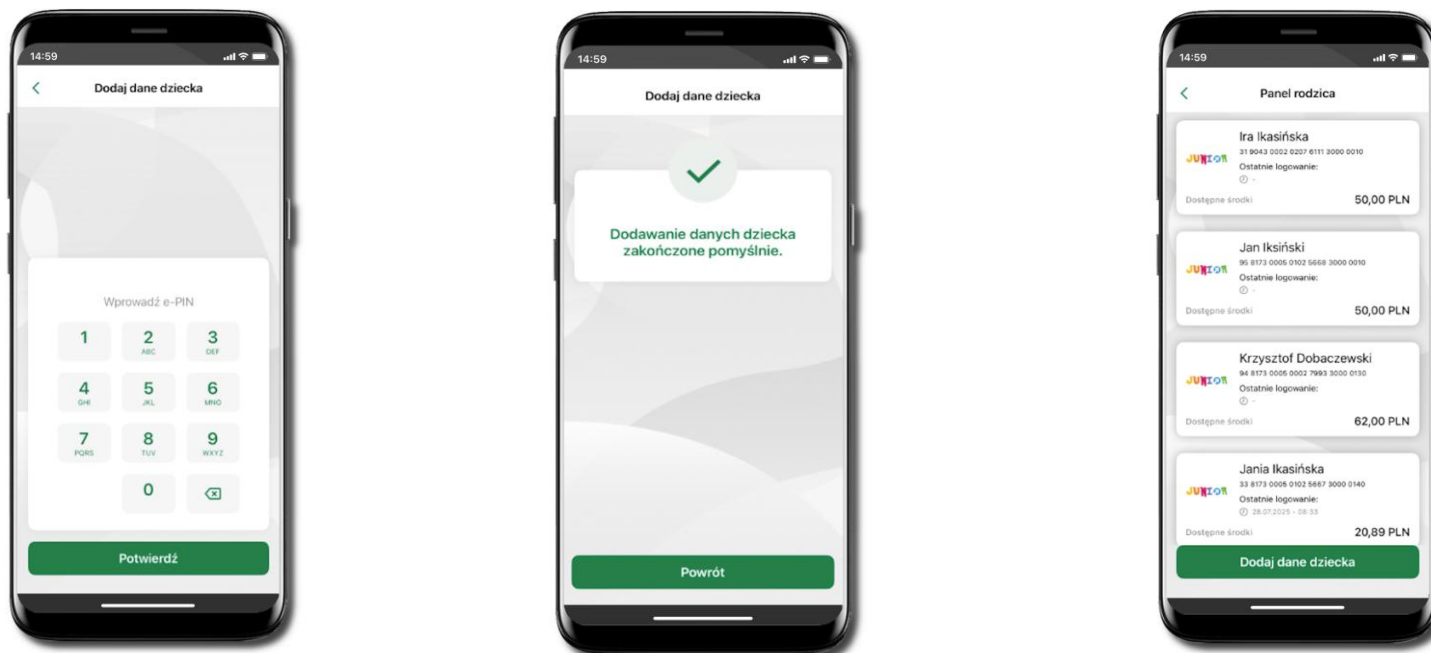 14:59
Dodaj dane dziecka
Wprowadź e-PIN
1
2
ABC
3
DEF
4
GHI
5
JKL
6
MNO
7
PQRS
8
TUV
9
WXYZ
0
Potwierdź
14:59
Dodaj dane dziecka
Dodawanie danych dziecka
zakończone pomyślnie.
Powrót
14:59
Panel rodzica
JUNIOR
Ira Ikasińska
31 9043 0002 0207 6111 3000 0010
Ostatnie logowanie:
-
Dostępne środki 50,00 PLN
JUNIOR
Jan Iksiński
95 8173 0005 0102 5668 3000 0010
Ostatnie logowanie:
-
Dostępne środki 50,00 PLN
JUNIOR
Krzysztof Dobaczewski
94 8173 0005 0002 7993 3000 0130
Ostatnie logowanie:
-
Dostępne środki 62,00 PLN
JUNIOR
Jania Ikasińska
33 8173 0005 0102 5667 3000 0140
Ostatnie logowanie:
28.07.2025 - 08:33
Dostępne środki 20,89 PLN
Dodaj dane dziecka